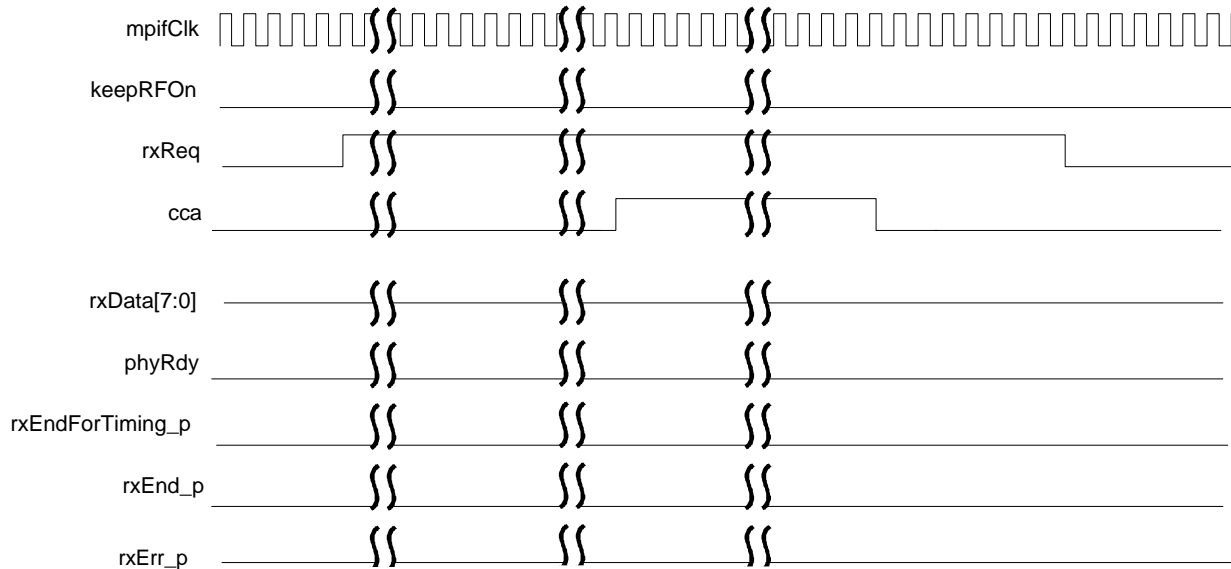 mpifClk
keepRFOn
rxReq
cca
rxData[7:0]
phyRdy
rxEndForTiming_p
rxEnd_p
rxErr_p